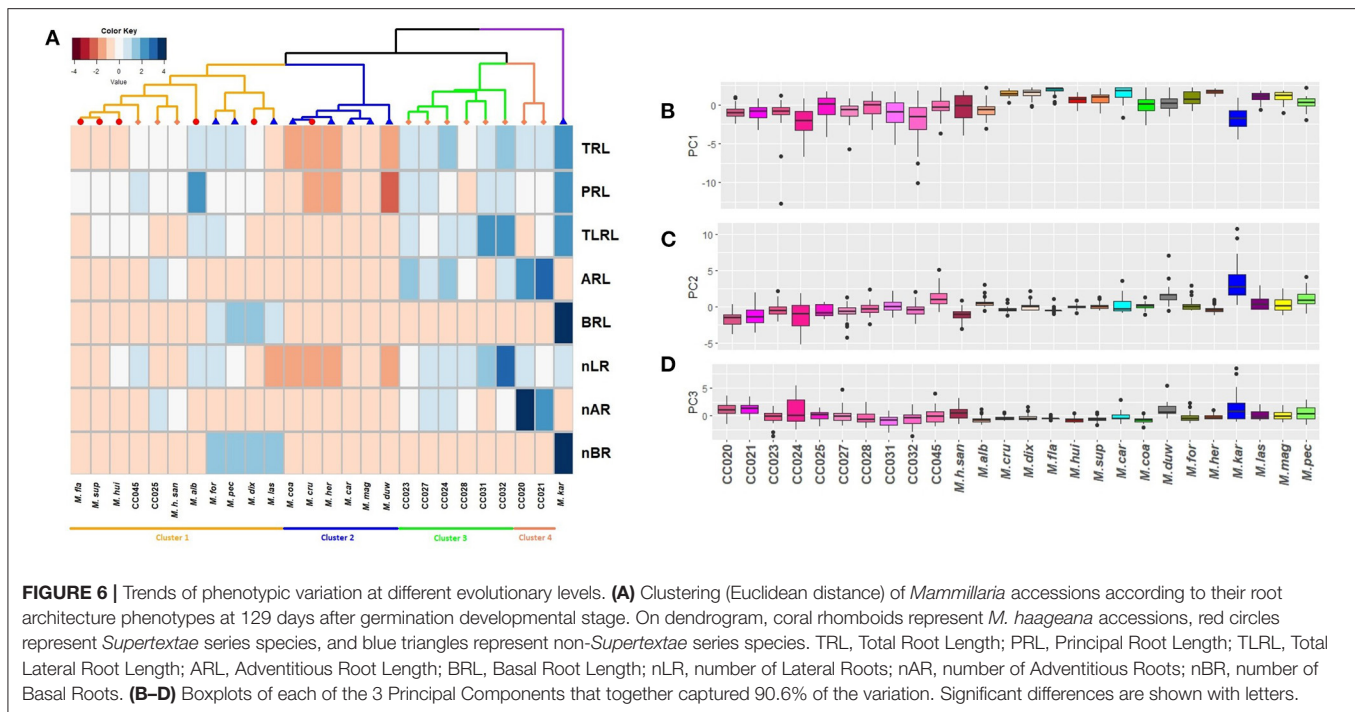 A
Color Key
-4 -2 0 2 4
Value
TRL
PRL
TLRL
ARL
BRL
nLR
nAR
nBR
M. fla
M. sup
M. hui
CC045
CC025
M. h. san
M. alb
M. for
M. pec
M. dix
M. las
M. coa
M. cru
M. her
M. car
M. mag
M. duw
CC023
CC027
CC024
CC028
CC031
CC032
CC020
CC021
M. kar
Cluster 1
Cluster 2
Cluster 3
Cluster 4
B
PC1
0
-5
-10
C
PC2
10
5
0
-5
D
PC3
5
0
CC020
CC021
CC023
CC024
CC025
CC027
CC028
CC031
CC032
CC045
M.h.san
M.alb
M.cru
M.dix
M.fla
M.hui
M.sup
M.car
M.coa
M.duw
M.for
M.her
M.kar
M.las
M.mag
M.pec
FIGURE 6 | Trends of phenotypic variation at different evolutionary levels. (A) Clustering (Euclidean distance) of Mammillaria accessions according to their root
architecture phenotypes at 129 days after germination developmental stage. On dendrogram, coral rhomboids represent M. haageana accessions, red circles
represent Supertextae series species, and blue triangles represent non-Supertextae series species. TRL, Total Root Length; PRL, Principal Root Length; TLRL, Total
Lateral Root Length; ARL, Adventitious Root Length; BRL, Basal Root Length; nLR, number of Lateral Roots; nAR, number of Adventitious Roots; nBR, number of
Basal Roots. (B–D) Boxplots of each of the 3 Principal Components that together captured 90.6% of the variation. Significant differences are shown with letters.